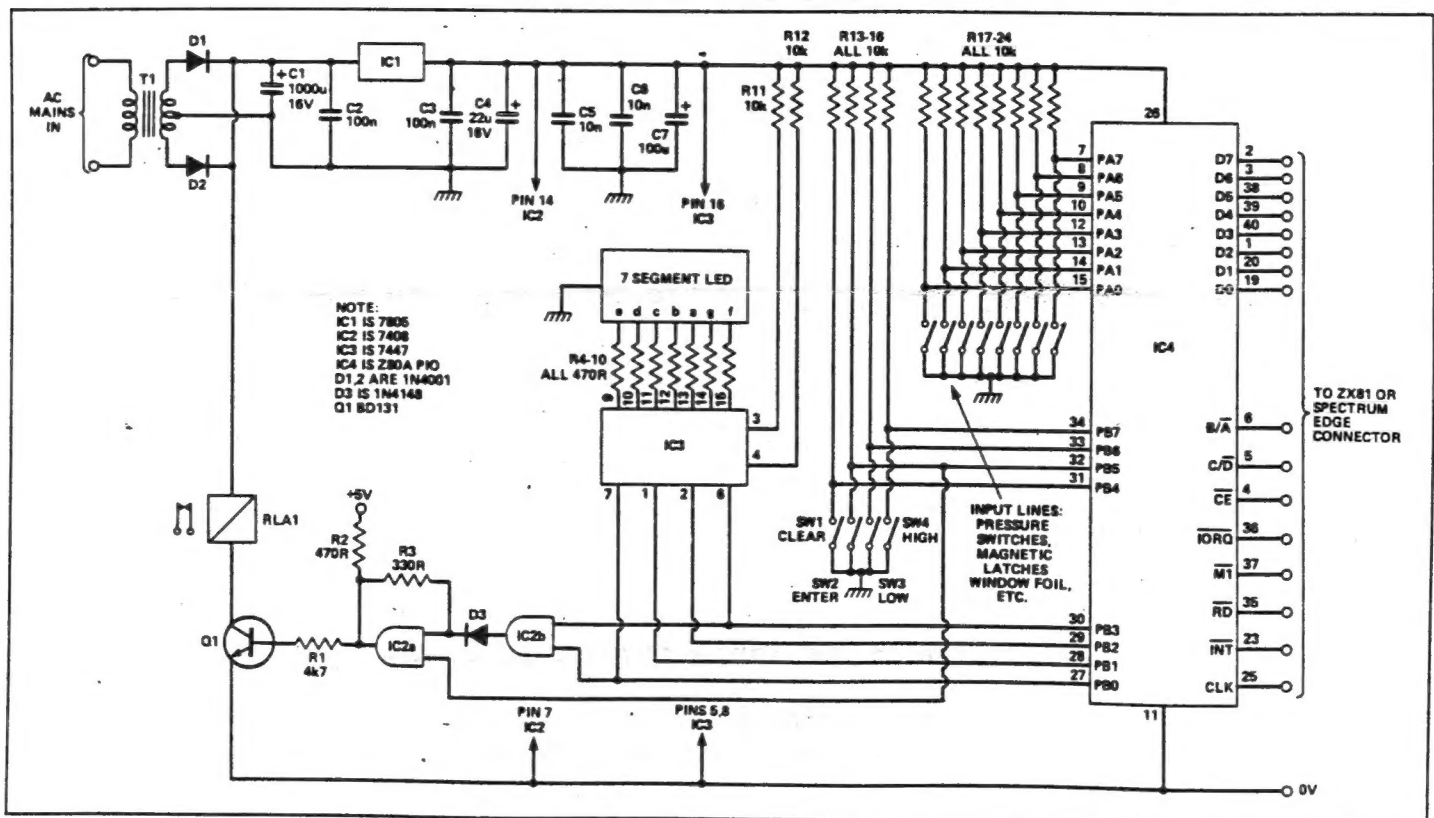 D1
T1
AC
MAINS
IN
D2
+
C1
1000u
16V
C2
100n
IC1
C3
100n
C4
22u
16V
+
PIN 14
IC2
C5
10n
C6
10n
C7
100u
+
PIN 16
IC3
R11
10k
R12
10k
R13-16
ALL 10k
R17-24
ALL 10k
26
7 PA7
8 PA6
9 PA5
10 PA4
12 PA3
13 PA2
14 PA1
15 PA0
D7 2
D6 3
D5 38
D4 39
D3 40
D2 1
D1 20
D0 19
IC4
TO ZX81 OR
SPECTRUM
EDGE
CONNECTOR
B/A 6
C/D 5
CE 4
IORQ 36
M1 37
RD 35
INT 23
CLK 25
34 PB7
33 PB6
32 PB5
31 PB4
30 PB3
29 PB2
28 PB1
27 PB0
11
0V
INPUT LINES:
PRESSURE
SWITCHES,
MAGNETIC
LATCHES
WINDOW FOIL,
ETC.
SW1
CLEAR
SW4
HIGH
SW2
ENTER
SW3
LOW
7 SEGMENT LED
e d c b a g f
R4-10
ALL 470R
9 10 11 12 13 14 15
IC3
3
4
7 1 2 6
NOTE:
IC1 IS 7805
IC2 IS 7408
IC3 IS 7447
IC4 IS Z80A PIO
D1,2 ARE 1N4001
D3 IS 1N4148
Q1 BD131
RLA1
+5V
R2
470R
R3
330R
D3
IC2a
IC2b
Q1
R1
4k7
PIN 7
IC2
PINS 5,8
IC3